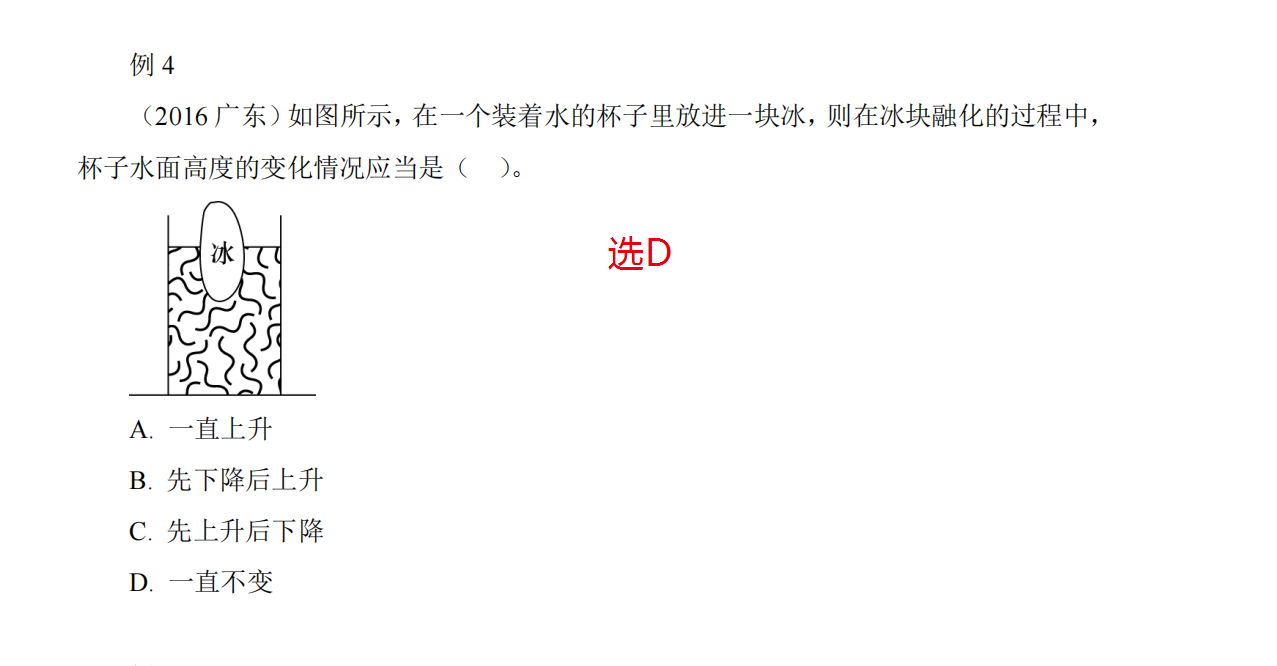 例 4
（2016 广东）如图所示，在一个装着水的杯子里放进一块冰，则在冰块融化的过程中，
杯子水面高度的变化情况应当是（  ）。
冰
选D
A. 一直上升
B. 先下降后上升
C. 先上升后下降
D. 一直不变